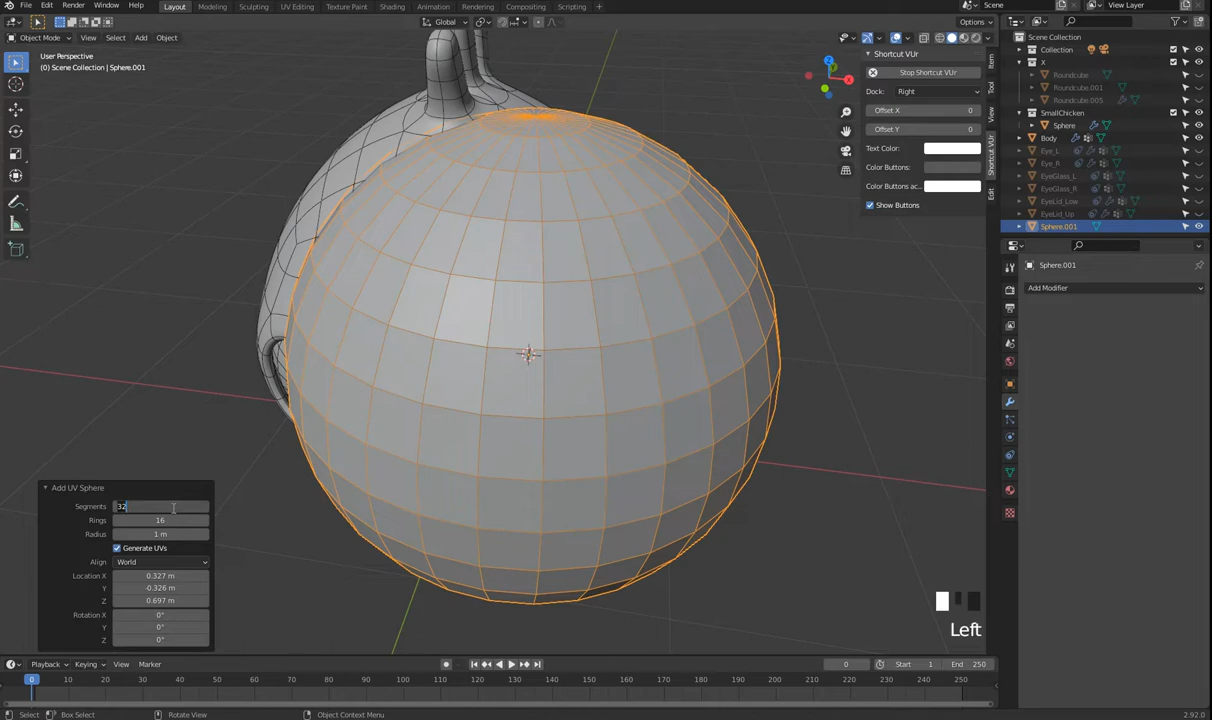 File Edit Render Window Help Layout Modeling Sculpting UV Editing Texture Paint Shading Animation Rendering Compositing Scripting Scene View Layer
Global Options
Object Mode View Select Add Object
User Perspective
(0) Scene Collection | Sphere.001
Shortcut VUr
Stop Shortcut VUr
Dock: Right
Offset X 0
Offset Y 0
Text Color:
Color Buttons:
Color Buttons ac...
Show Buttons
Item
Tool
View
Shortcut VUr
Edit
Scene Collection
Collection
X
Roundcube
Roundcube.001
Roundcube.005
SmallChicken
Sphere
Body
Eye_L
Eye_R
EyeGlass_L
EyeGlass_R
EyeLid_Low
EyeLid_Up
Sphere.001
Sphere.001
Add Modifier
Add UV Sphere
Segments 32
Rings 16
Radius 1 m
Generate UVs
Align World
Location X 0.327 m
Y -0.326 m
Z 0.697 m
Rotation X 0°
Y 0°
Z 0°
Left
Playback Keying View Marker 0 Start 1 End 250
0 10 20 30 40 50 60 70 80 90 100 110 120 130 140 150 160 170 180 190 200 210 220 230 240 250
Select Box Select Rotate View Object Context Menu 2.92.0